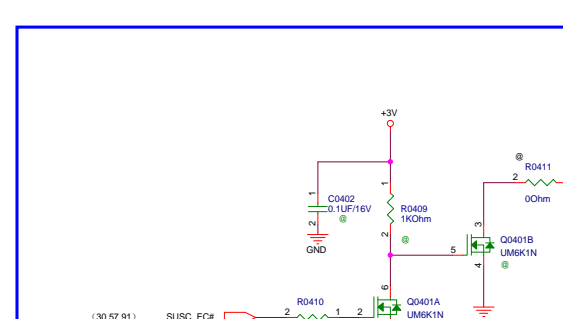 +3V
@
R0411
2
0Ohm
1
C0402
0.1UF/16V
@
2
GND
1
R0409
1KOhm
2
@
3
5
Q0401B
UM6K1N
4
@
6
R0410
Q0401A
(30,57,91)
SUSC_EC#
2
1
2
UM6K1N